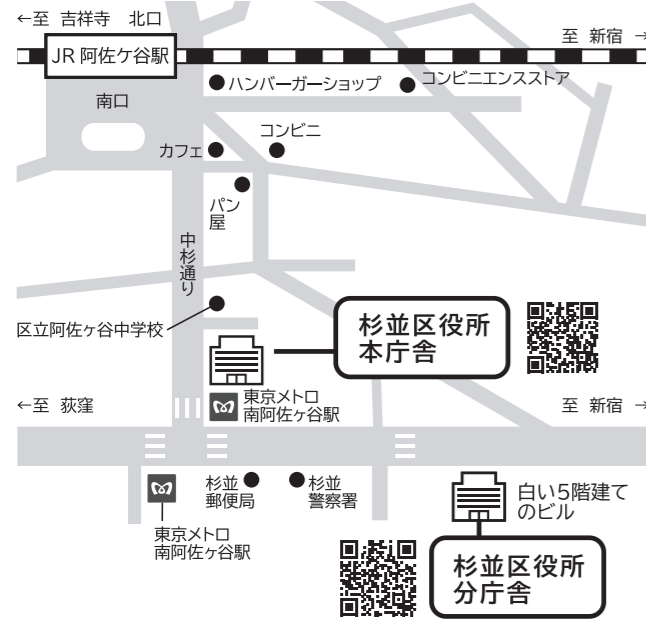 ←至 吉祥寺 北口
至 新宿 →
JR 阿佐ケ谷駅
ハンバーガーショップ
コンビニエンスストア
南口
コンビニ
カフェ
パン
屋
中杉通り
区立阿佐ヶ谷中学校
杉並区役所
本庁舎
←至 荻窪
東京メトロ
南阿佐ヶ谷駅
至 新宿 →
杉並
郵便局
杉並
警察署
白い5階建て
のビル
東京メトロ
南阿佐ヶ谷駅
杉並区役所
分庁舎